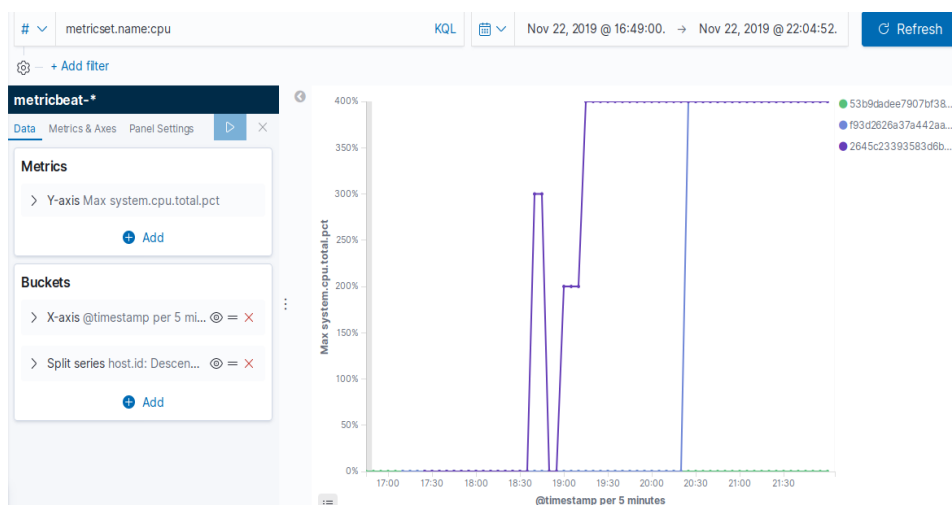 metricset.name:cpu KQL Nov 22, 2019 @ 16:49:00. → Nov 22, 2019 @ 22:04:52. Refresh
+ Add filter
metricbeat-*
Data Metrics & Axes Panel Settings
Metrics
Y-axis Max system.cpu.total.pct
Add
Buckets
X-axis @timestamp per 5 mi...
Split series host.id: Descen...
Add
Max system.cpu.total.pct
400%
350%
300%
250%
200%
150%
100%
50%
0%
17:00 17:30 18:00 18:30 19:00 19:30 20:00 20:30 21:00 21:30
@timestamp per 5 minutes
53b9dadee7907bf38...
f93d2626a37a442aa...
2645c23393583d6b...